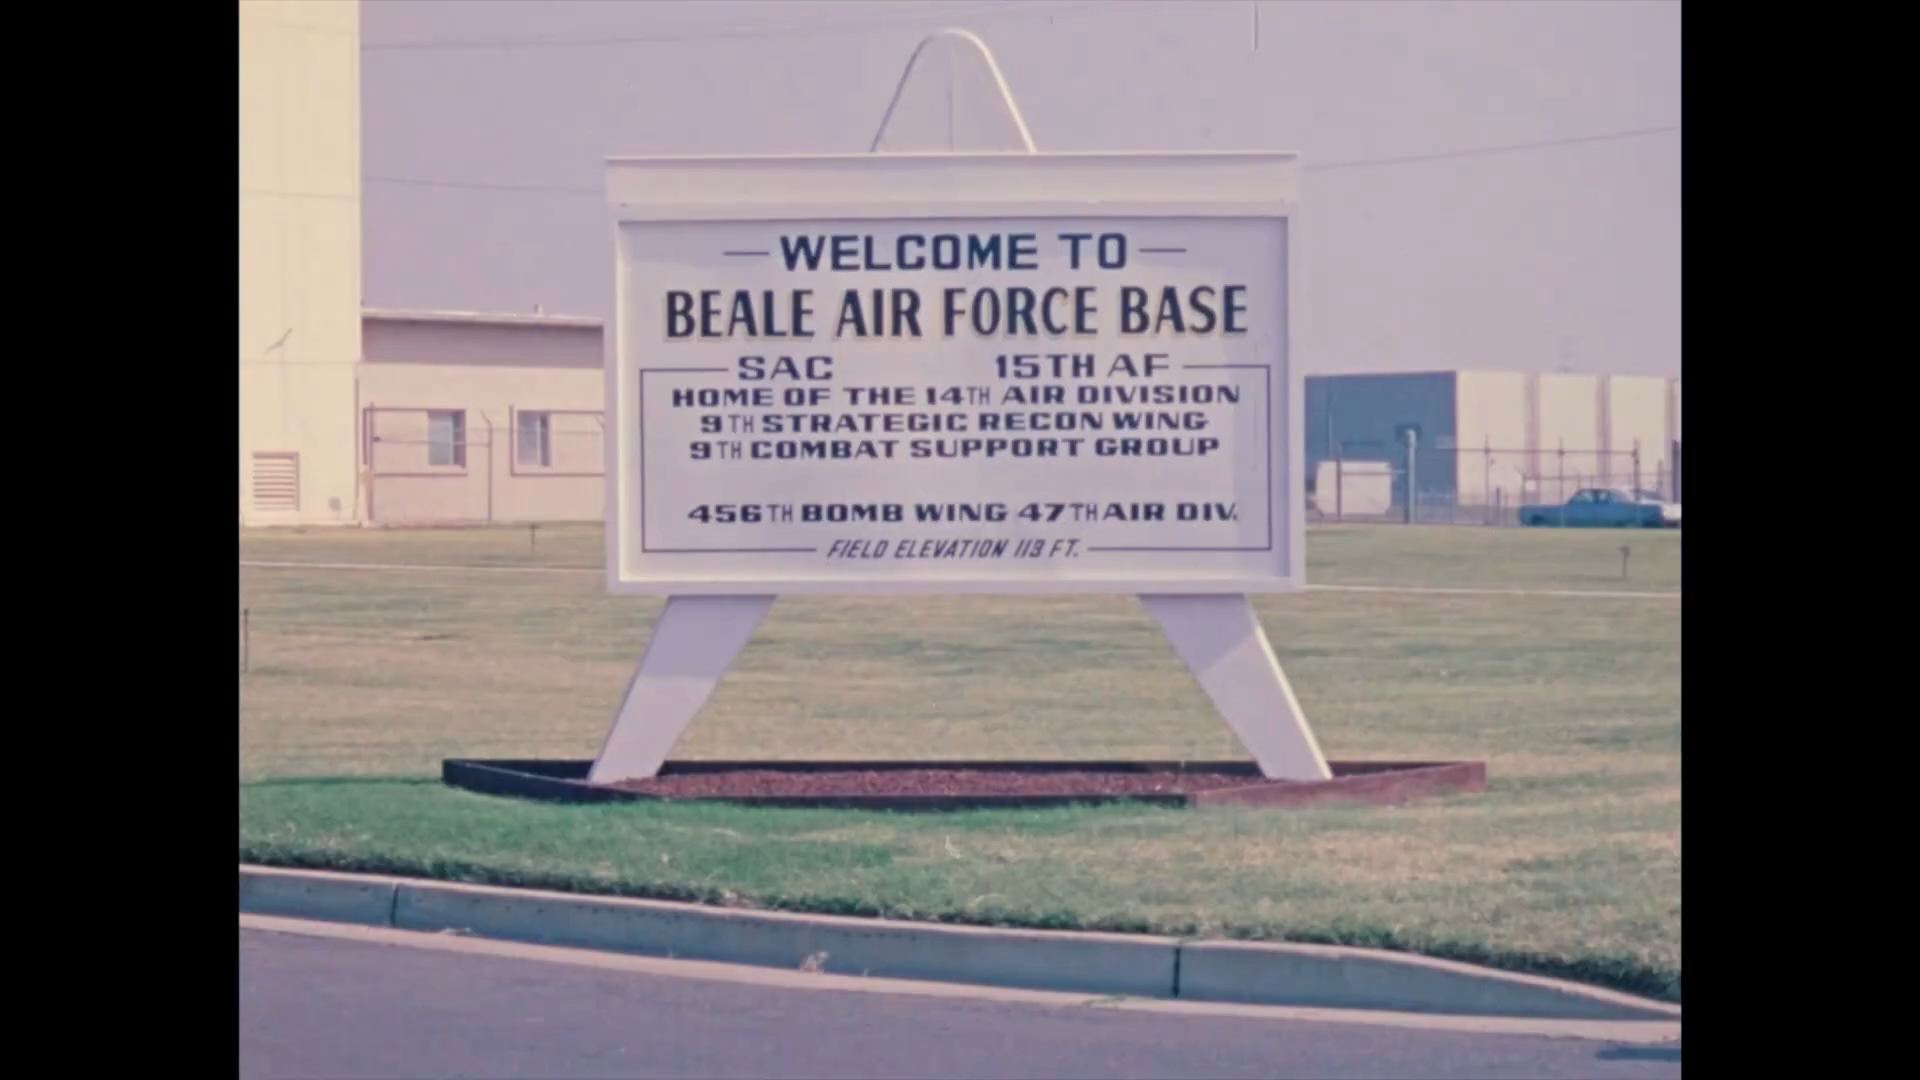 — WELCOME TO —
BEALE AIR FORCE BASE
SAC 15TH AF
HOME OF THE 14TH AIR DIVISION
9TH STRATEGIC RECON WING
9TH COMBAT SUPPORT GROUP
456TH BOMB WING 47TH AIR DIV.
FIELD ELEVATION 113 FT.